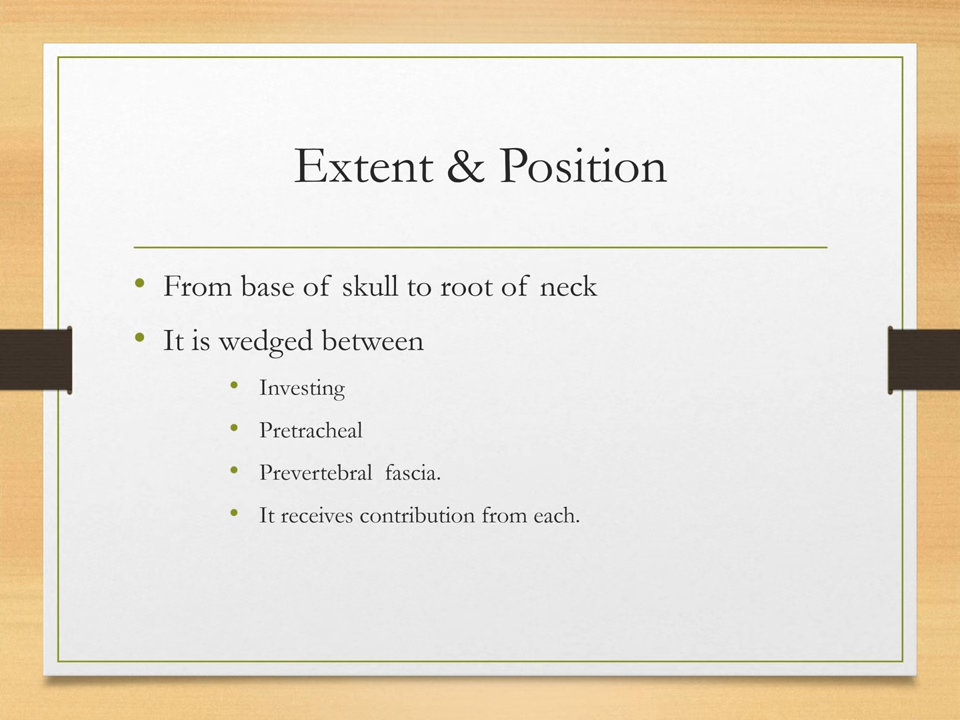 Extent & Position
• From base of skull to root of neck
• It is wedged between
• Investing
• Pretracheal
• Prevertebral fascia.
• It receives contribution from each.